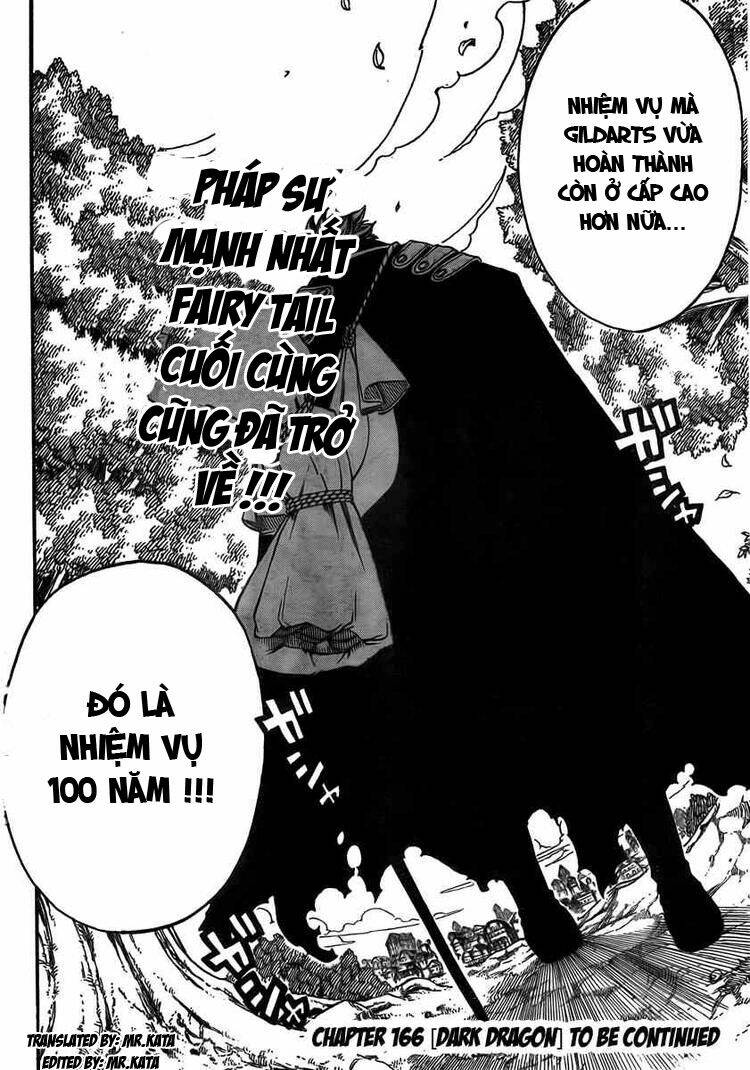 NHIỆM VỤ MÀ
GILDARTS VỪA
HOÀN THÀNH
CÒN Ở CẤP CAO
HƠN NỮA...
PHÁP SƯ
MẠNH NHẤT
FAIRY TAIL
CUỐI CÙNG
CŨNG ĐÃ TRỞ
VỀ !!!
ĐÓ LÀ
NHIỆM VỤ
100 NĂM !!!
CHAPTER 166 [DARK DRAGON] TO BE CONTINUED
TRANSLATED BY: MR.KATA
EDITED BY: MR.KATA